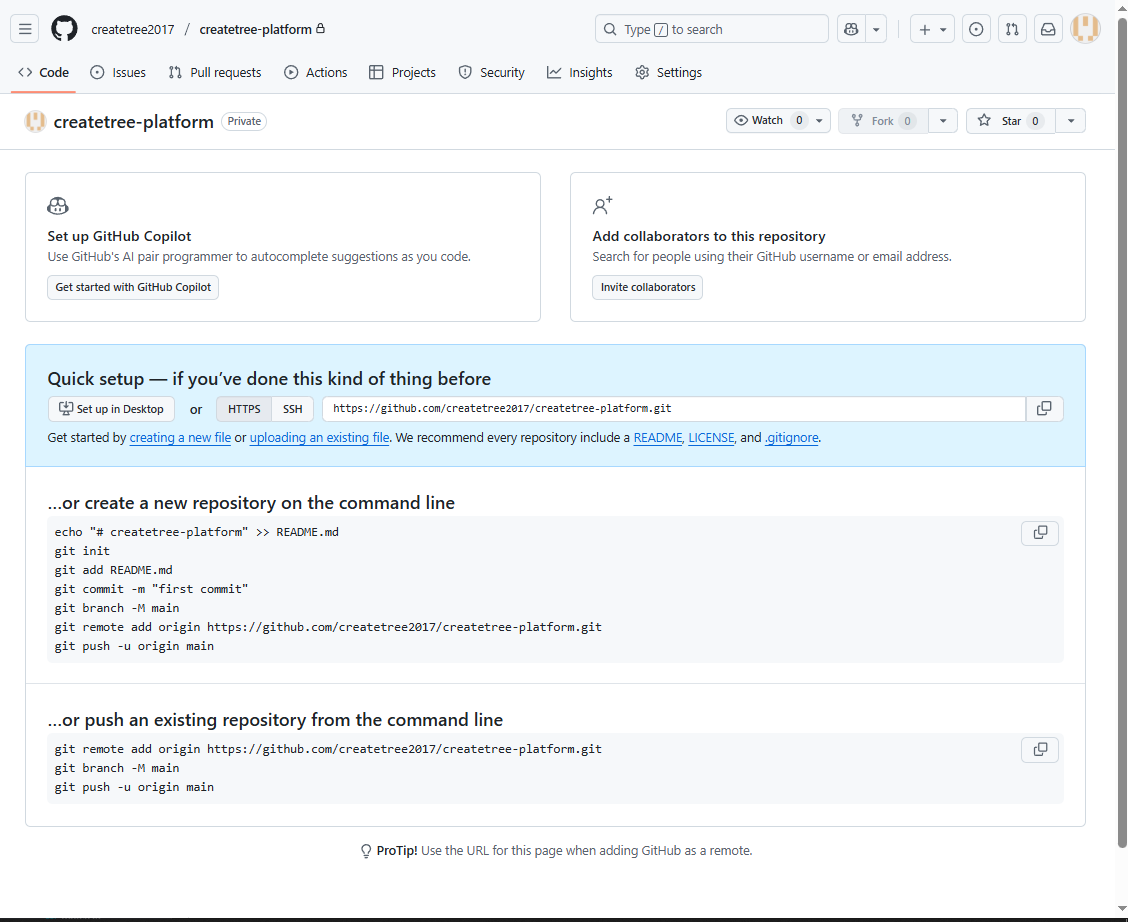 createtree2017 / createtree-platform
Type / to search
Code Issues Pull requests Actions Projects Security Insights Settings
createtree-platform Private
Watch 0 Fork 0 Star 0
Set up GitHub Copilot
Use GitHub's AI pair programmer to autocomplete suggestions as you code.
Get started with GitHub Copilot
Add collaborators to this repository
Search for people using their GitHub username or email address.
Invite collaborators
Quick setup — if you’ve done this kind of thing before
Set up in Desktop or HTTPS SSH https://github.com/createtree2017/createtree-platform.git
Get started by creating a new file or uploading an existing file. We recommend every repository include a README, LICENSE, and .gitignore.
…or create a new repository on the command line
echo "# createtree-platform" >> README.md
git init
git add README.md
git commit -m "first commit"
git branch -M main
git remote add origin https://github.com/createtree2017/createtree-platform.git
git push -u origin main
…or push an existing repository from the command line
git remote add origin https://github.com/createtree2017/createtree-platform.git
git branch -M main
git push -u origin main
ProTip! Use the URL for this page when adding GitHub as a remote.